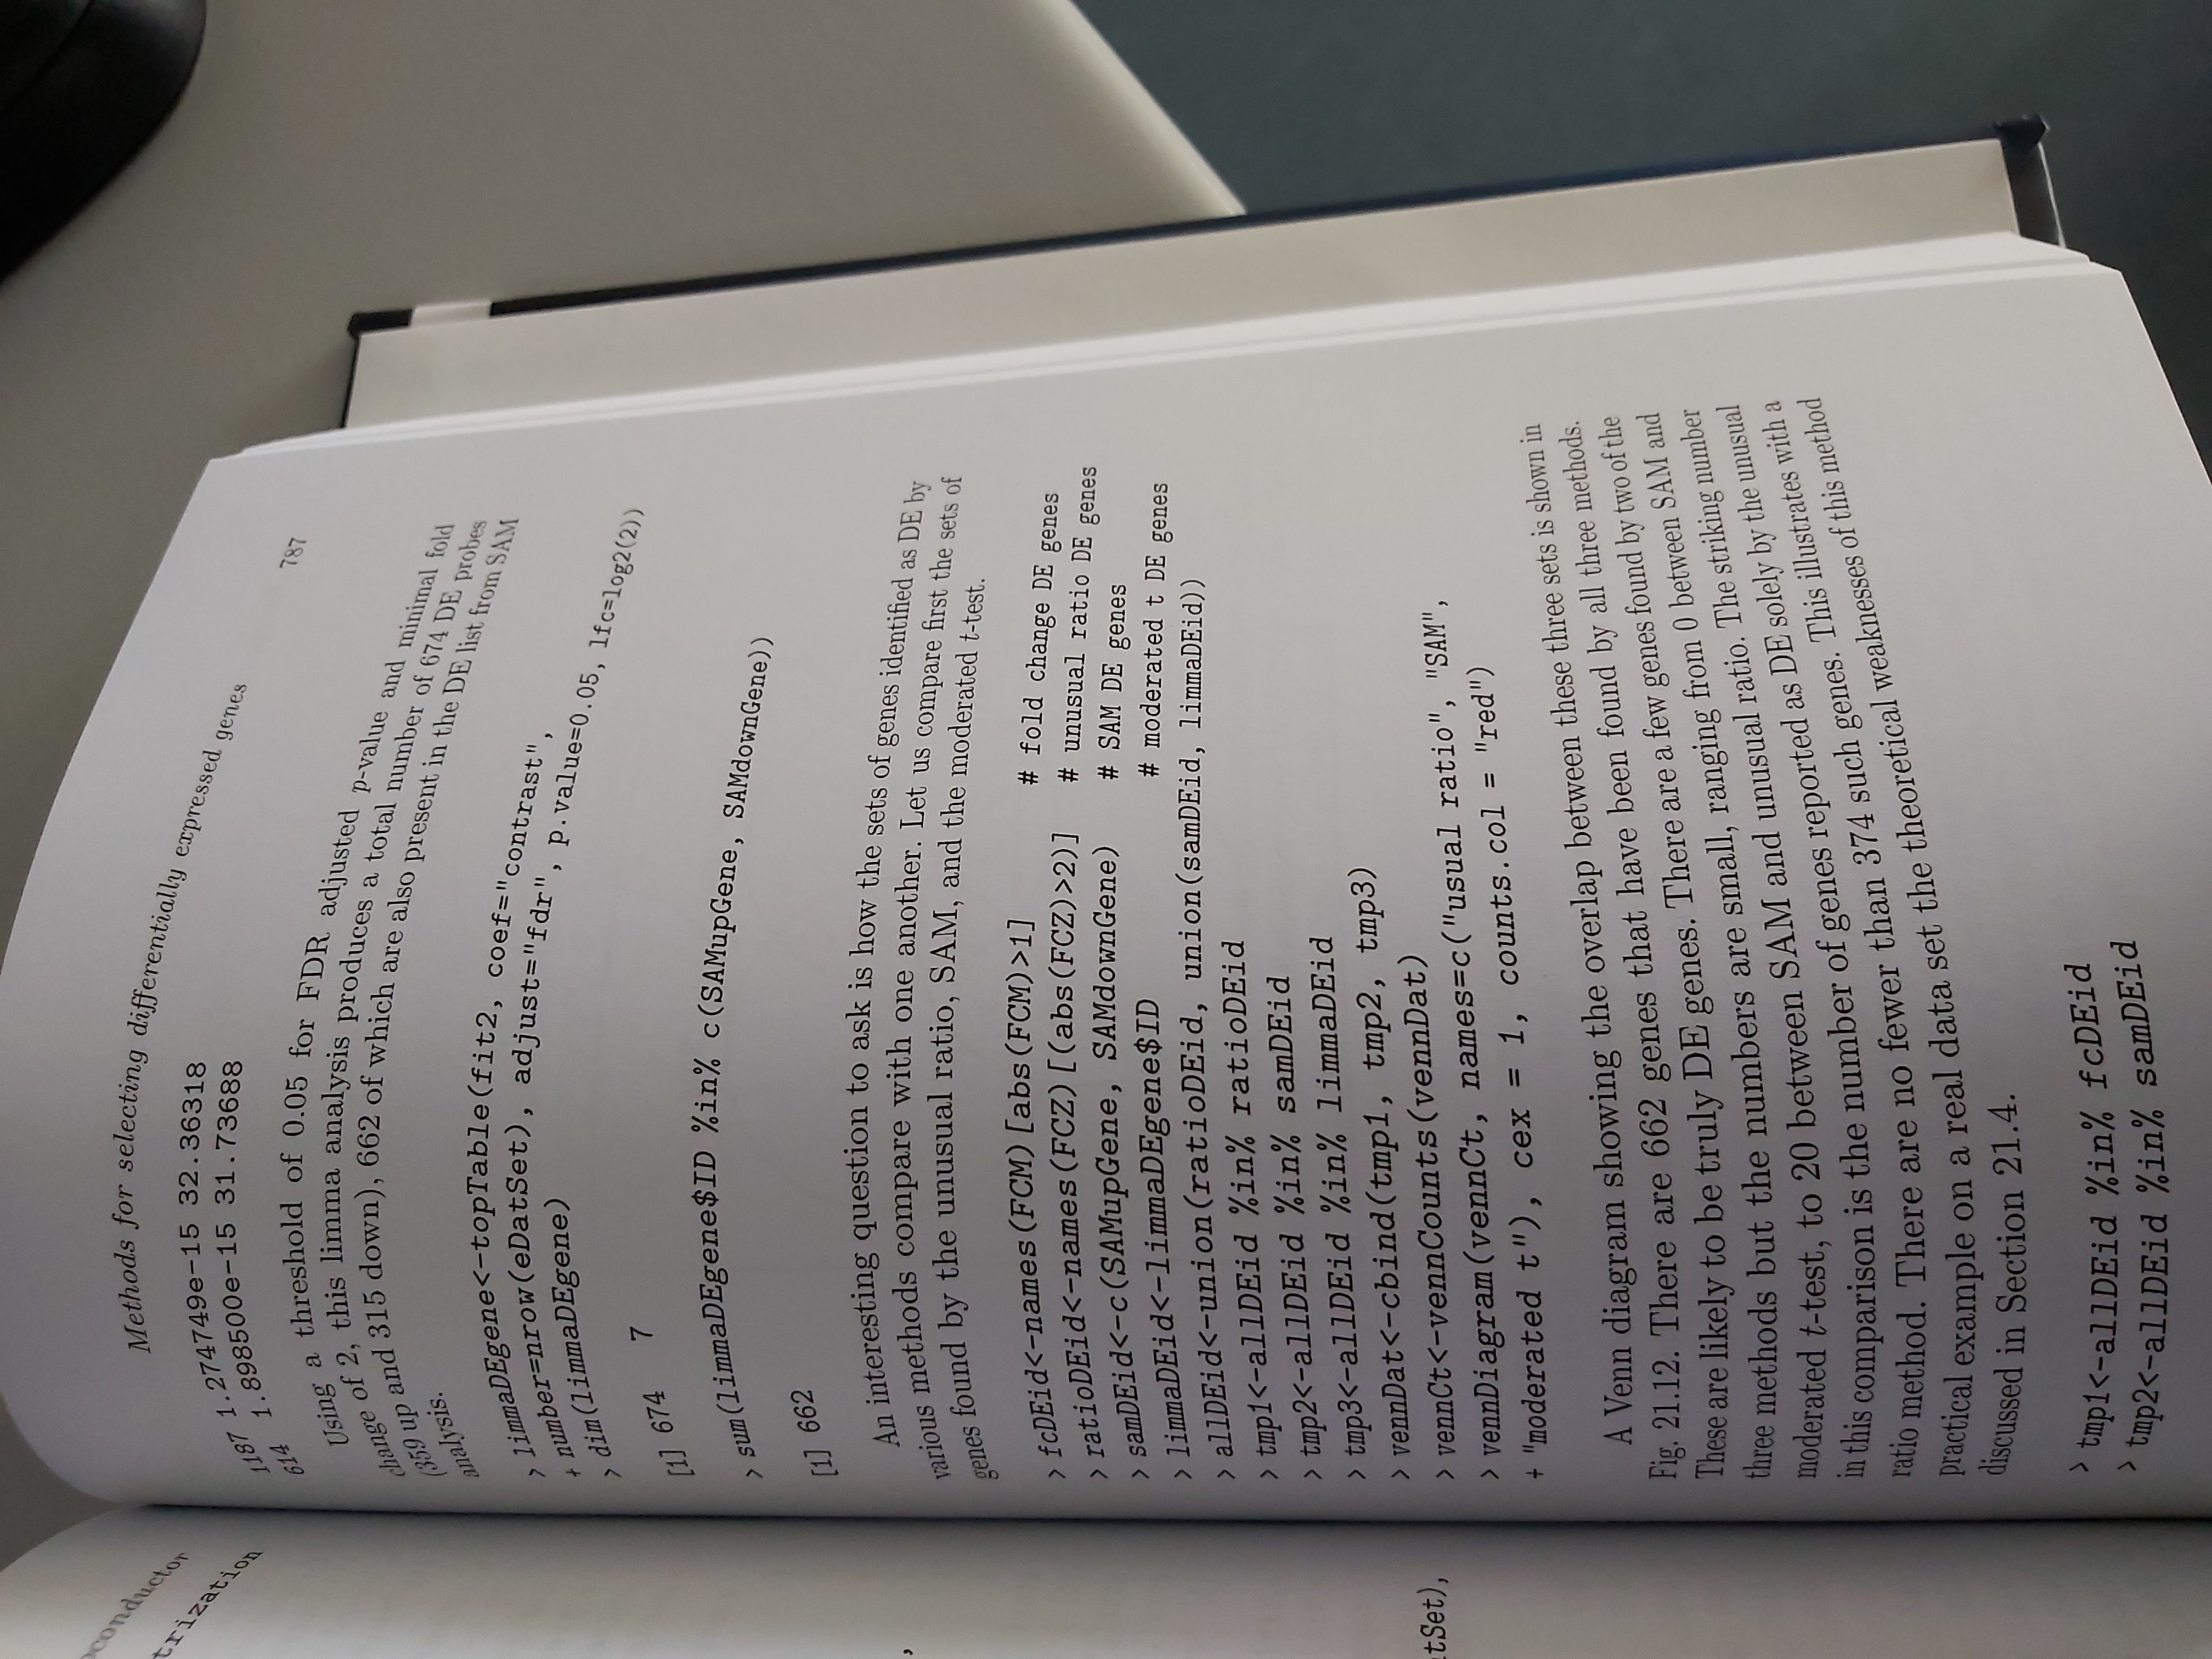 oconductor
trization
,
tSet),
Methods for selecting differentially expressed genes
787
1187 1.274749e-15 32.36318
614 1.898500e-15 31.73688
Using a threshold of 0.05 for FDR adjusted p-value and minimal fold
change of 2, this limma analysis produces a total number of 674 DE probes
(359 up and 315 down), 662 of which are also present in the DE list from SAM
analysis.
> limmaDEgene<-topTable(fit2, coef="contrast",
+ number=nrow(eDatSet), adjust="fdr", p.value=0.05, lfc=log2(2))
> dim(limmaDEgene)
[1] 674 7
> sum(limmaDEgene$ID %in% c(SAMupGene, SAMdownGene))
[1] 662
An interesting question to ask is how the sets of genes identified as DE by
various methods compare with one another. Let us compare first the sets of
genes found by the unusual ratio, SAM, and the moderated t-test.
> fcDEid<-names(FCM)[abs(FCM)>1] # fold change DE genes
> ratioDEid<-names(FCZ)[(abs(FCZ)>2)] # unusual ratio DE genes
> samDEid<-c(SAMupGene, SAMdownGene) # SAM DE genes
> limmaDEid<-limmaDEgene$ID # moderated t DE genes
> allDEid<-union(ratioDEid, union(samDEid, limmaDEid))
> tmp1<-allDEid %in% ratioDEid
> tmp2<-allDEid %in% samDEid
> tmp3<-allDEid %in% limmaDEid
> vennDat<-cbind(tmp1, tmp2, tmp3)
> vennCt<-vennCounts(vennDat)
> vennDiagram(vennCt, names=c("usual ratio", "SAM",
+ "moderated t"), cex = 1, counts.col = "red")
A Venn diagram showing the overlap between these three sets is shown in
Fig. 21.12. There are 662 genes that have been found by all three methods.
These are likely to be truly DE genes. There are a few genes found by two of the
three methods but the numbers are small, ranging from 0 between SAM and
moderated t-test, to 20 between SAM and unusual ratio. The striking number
in this comparison is the number of genes reported as DE solely by the unusual
ratio method. There are no fewer than 374 such genes. This illustrates with a
practical example on a real data set the theoretical weaknesses of this method
discussed in Section 21.4.
> tmp1<-allDEid %in% fcDEid
> tmp2<-allDEid %in% samDEid